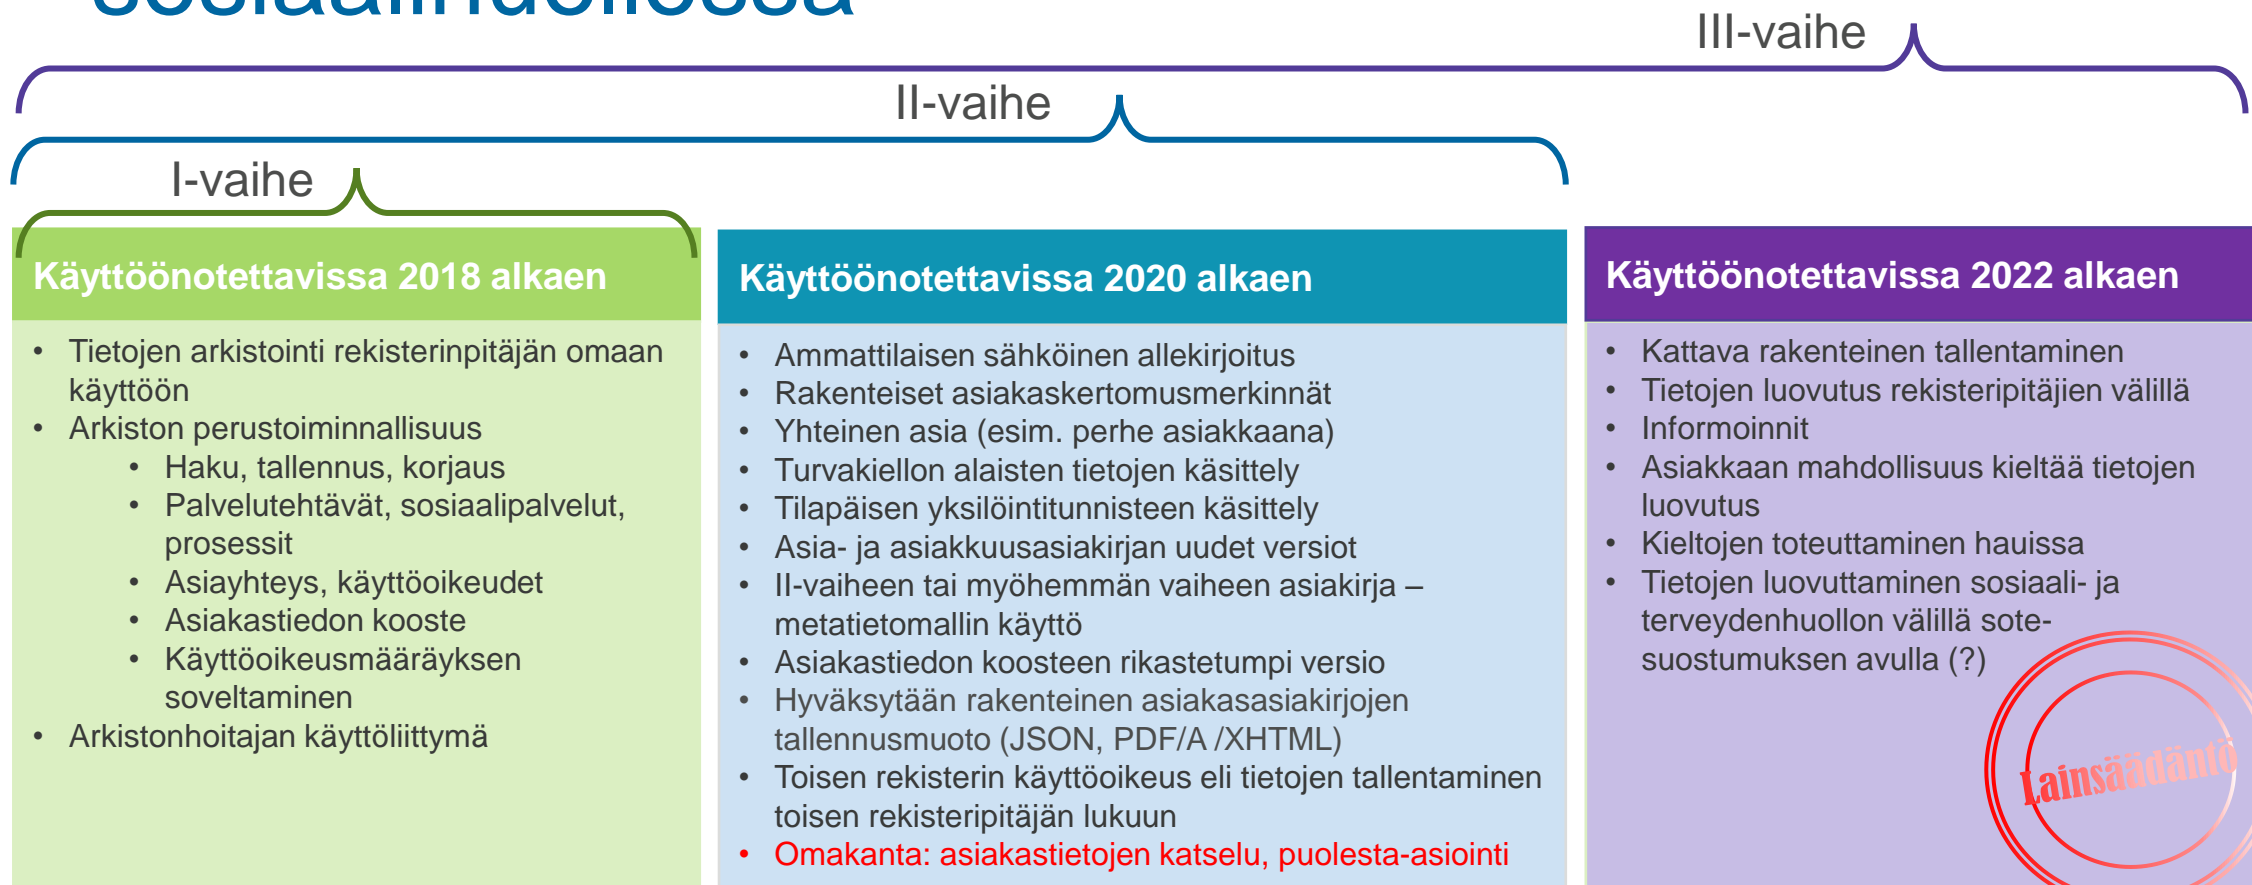 sosiaalihuollossa
III-vaihe
II-vaihe
I-vaihe
Käyttöönotettavissa 2018 alkaen
• Tietojen arkistointi rekisterinpitäjän omaan
käyttöön
• Arkiston perustoiminnallisuus
• Haku, tallennus, korjaus
• Palvelutehtävät, sosiaalipalvelut,
prosessit
• Asiayhteys, käyttöoikeudet
• Asiakastiedon kooste
• Käyttöoikeusmääräyksen
soveltaminen
• Arkistonhoitajan käyttöliittymä
Käyttöönotettavissa 2020 alkaen
• Ammattilaisen sähköinen allekirjoitus
• Rakenteiset asiakaskertomusmerkinnät
• Yhteinen asia (esim. perhe asiakkaana)
• Turvakiellon alaisten tietojen käsittely
• Tilapäisen yksilöintitunnisteen käsittely
• Asia- ja asiakkuusasiakirjan uudet versiot
• II-vaiheen tai myöhemmän vaiheen asiakirja –
metatietomallin käyttö
• Asiakastiedon koosteen rikastetumpi versio
• Hyväksytään rakenteinen asiakasasiakirjojen
tallennusmuoto (JSON, PDF/A /XHTML)
• Toisen rekisterin käyttöoikeus eli tietojen tallentaminen
toisen rekisteripitäjän lukuun
• Omakanta: asiakastietojen katselu, puolesta-asiointi
Käyttöönotettavissa 2022 alkaen
• Kattava rakenteinen tallentaminen
• Tietojen luovutus rekisteripitäjien välillä
• Informoinnit
• Asiakkaan mahdollisuus kieltää tietojen
luovutus
• Kieltojen toteuttaminen hauissa
• Tietojen luovuttaminen sosiaali- ja
terveydenhuollon välillä sote-
suostumuksen avulla (?)
Lainsäädäntö